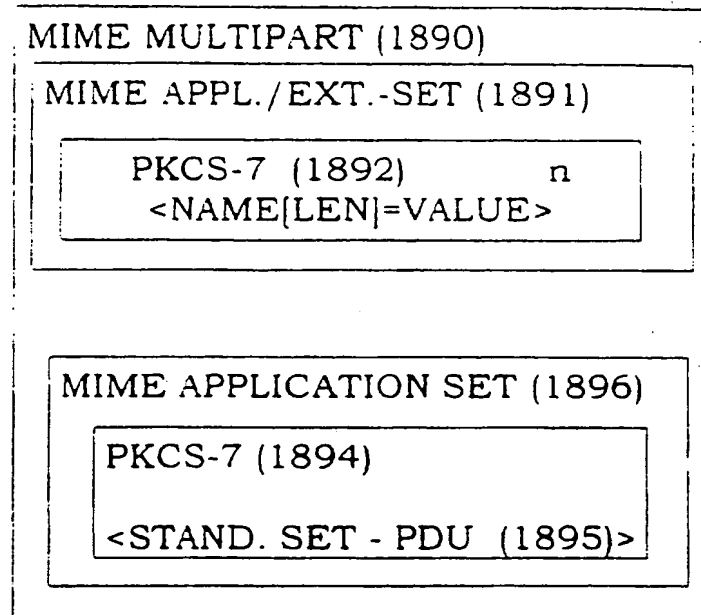 MIME MULTIPART (1890)
MIME APPL./EXT.-SET (1891)
PKCS-7 (1892) n
<NAME[LEN]=VALUE>
MIME APPLICATION SET (1896)
PKCS-7 (1894)
<STAND. SET - PDU (1895)>